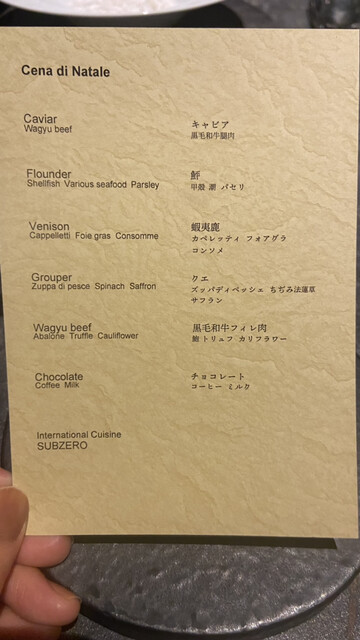 Cena di Natale
Caviar
Wagyu beef
キャビア
黒毛和牛腿肉
Flounder
Shellfish Various seafood Parsley
鮃
甲殻 潮 パセリ
Venison
Cappelletti Foie gras Consomme
蝦夷鹿
カペレッティ フォアグラ
コンソメ
Grouper
Zuppa di pesce Spinach Saffron
クエ
ズッパディペッシェ ちぢみ法蓮草
サフラン
Wagyu beef
Abalone Truffle Cauliflower
黒毛和牛フィレ肉
鮑 トリュフ カリフラワー
Chocolate
Coffee Milk
チョコレート
コーヒー ミルク
International Cuisine
SUBZERO